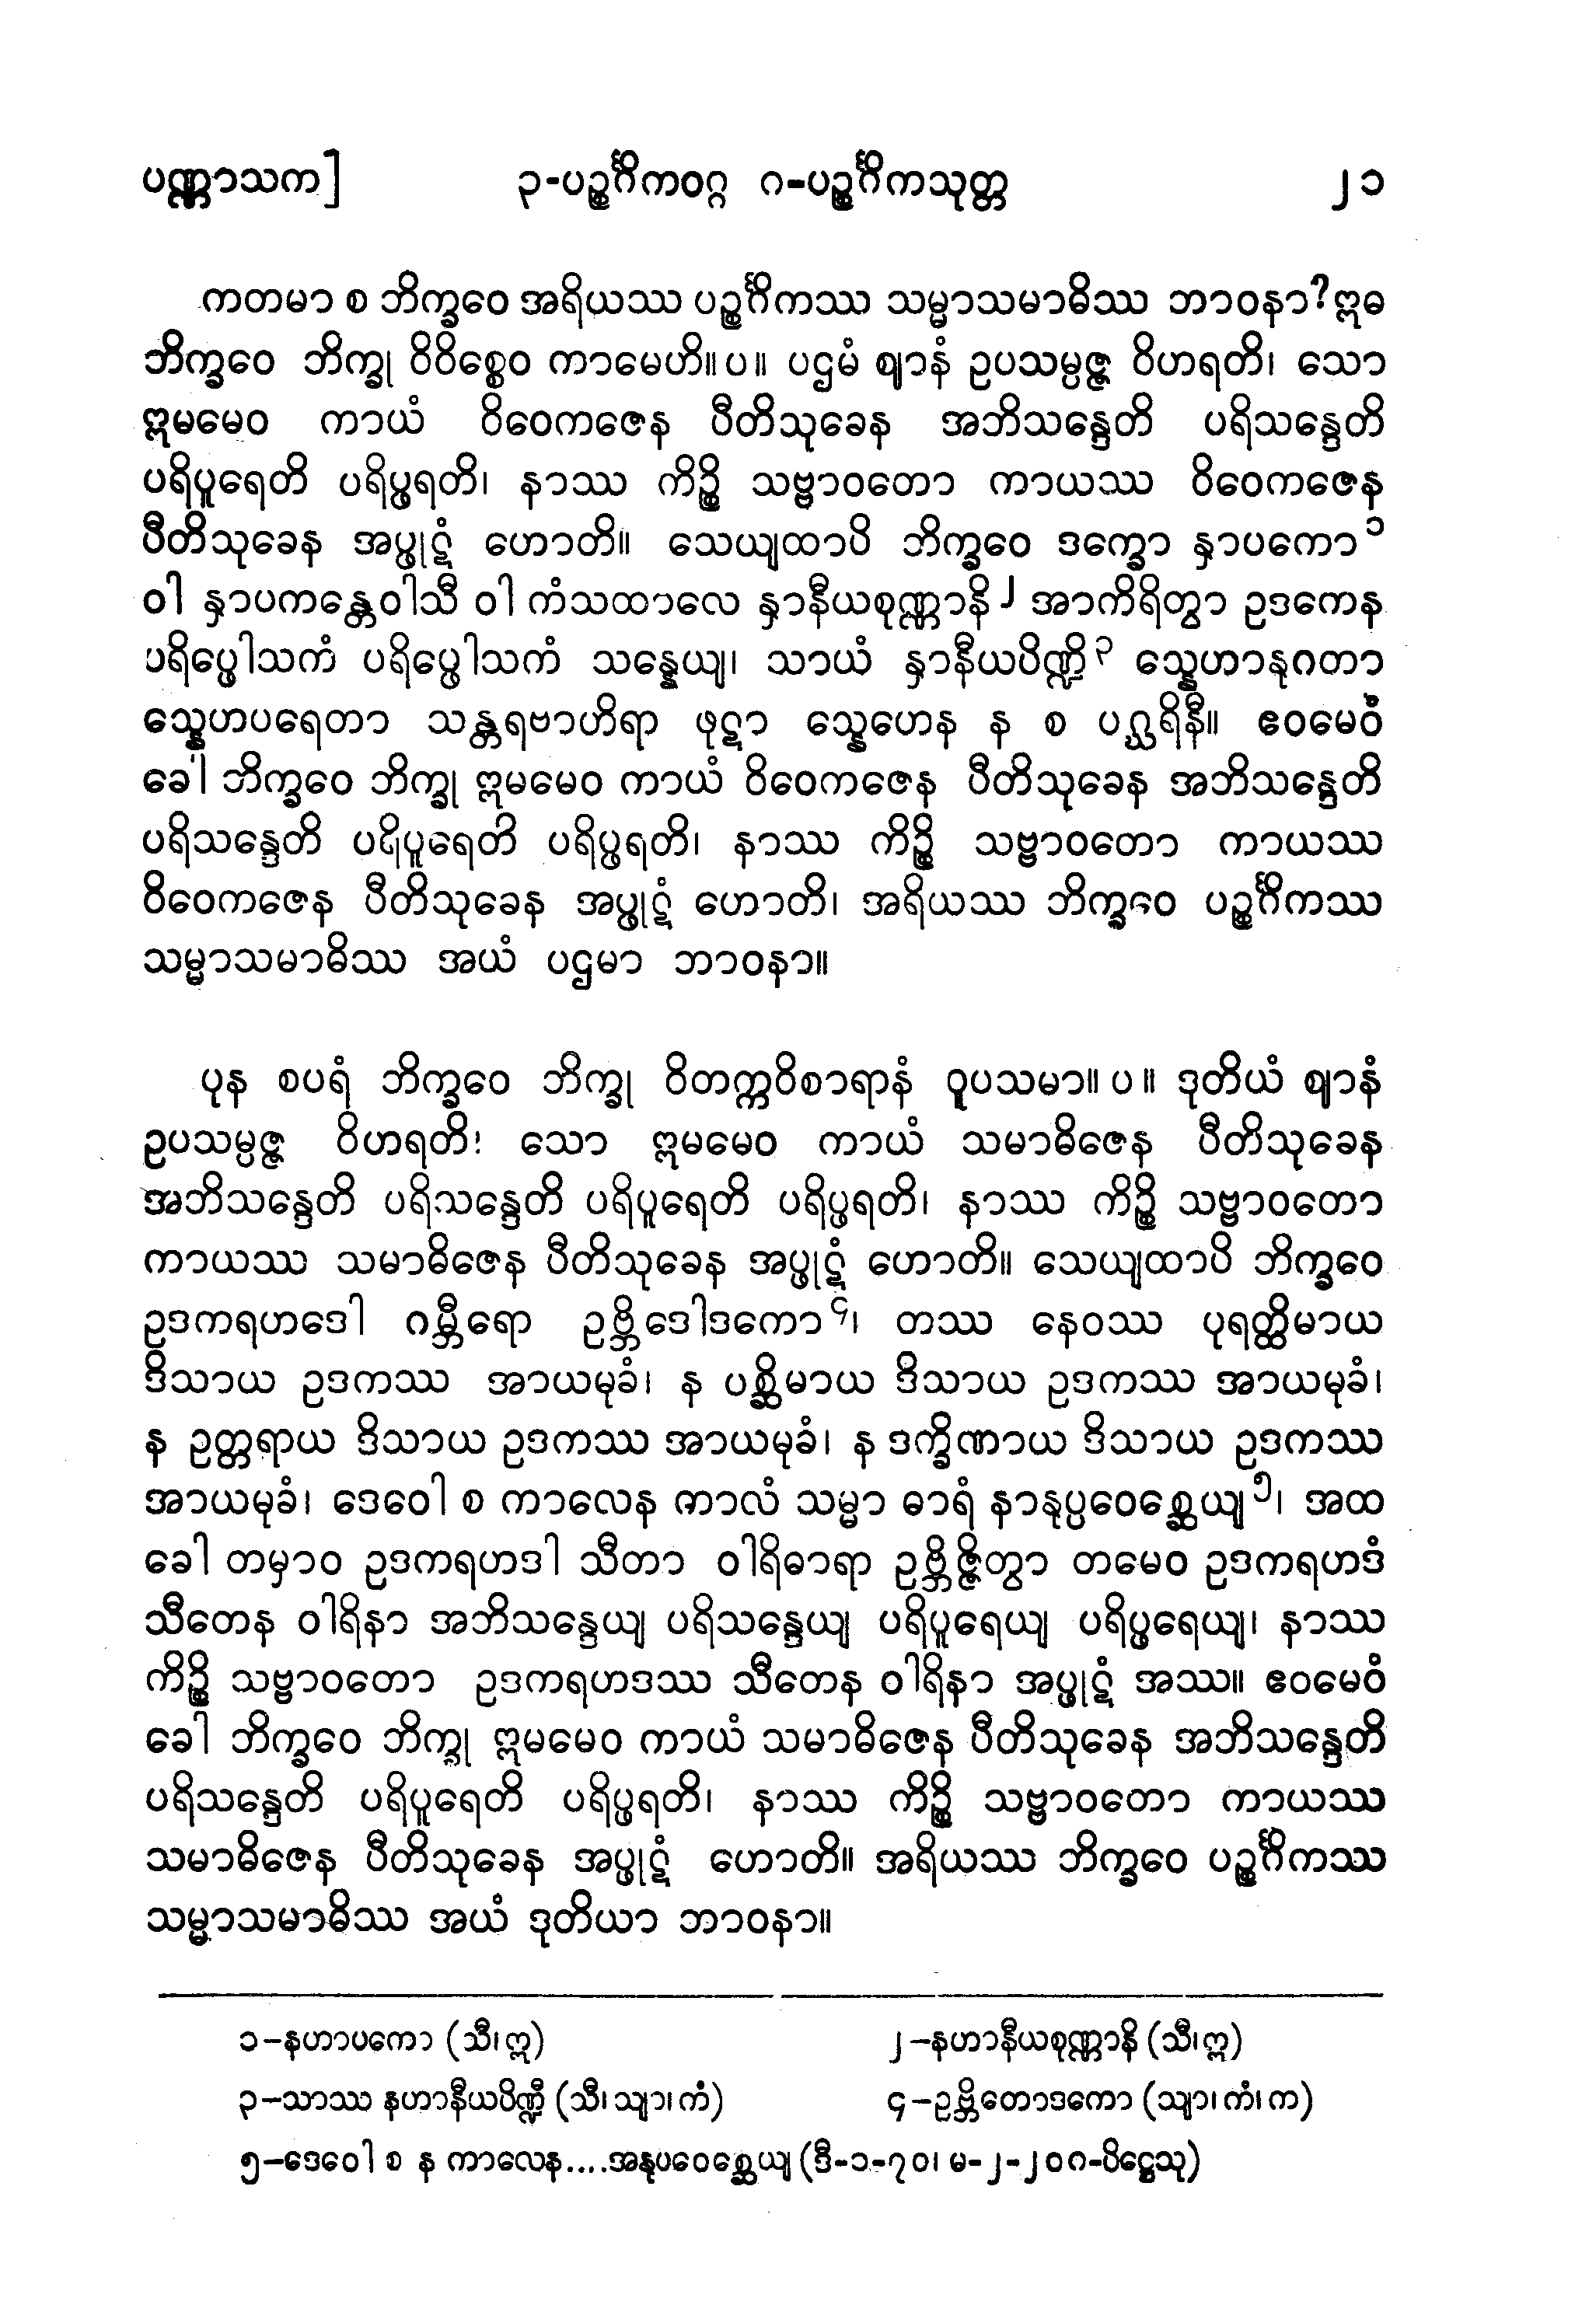 ပဏ္ဏာသက] ၃-ပဉ္စင်္ဂိကဝဂ္ဂ ဂ-ပဉ္စင်္ဂိကသုတ္တ ၂၁
ကတမာ စ ဘိက္ခဝေ အရိယဿ ပဉ္စင်္ဂိကဿ သမ္မာသမာဓိဿ ဘာဝနာ?ဣဓ
ဘိက္ခဝေ ဘိက္ခု ဝိဝိစ္စေဝ ကာမေဟိ။ပ။ ပဌမံ ဈာနံ ဥပသမ္ပဇ္ဇ ဝိဟရတိ၊ သော
ဣမမေဝ ကာယံ ဝိဝေကဇေန ပီတိသုခေန အဘိသန္ဒေတိ ပရိသန္ဒေတိ
ပရိပူရေတိ ပရိပ္ဖရတိ၊ နာဿ ကိဉ္စိ သဗ္ဗာဝတော ကာယဿ ဝိဝေကဇေန
ပီတိသုခေန အပ္ဖုဋံ ဟောတိ။ သေယျထာပိ ဘိက္ခဝေ ဒက္ခော နှာပကော၁
ဝါ နှာပကန္တေဝါသီ ဝါ ကံသထာလေ နှာနီယစုဏ္ဏာနိ၂ အာကိရိတွာ ဥဒကေန
ပရိပ္ဖေါသကံ ပရိပ္ဖေါသကံ သန္နေယျ၊ သာယံ နှာနီယပိဏ္ဍိ၃ သ္နေဟာနုဂတာ
သ္နေဟပရေတာ သန္တရဗာဟိရာ ဖုဋာ သ္နေဟေန န စ ပဂ္ဃရိနီ။ ဧဝမေဝံ
ခေါ ဘိက္ခဝေ ဘိက္ခု ဣမမေဝ ကာယံ ဝိဝေကဇေန ပီတိသုခေန အဘိသန္ဒေတိ
ပရိသန္ဒေတိ ပရိပူရေတိ ပရိပ္ဖရတိ၊ နာဿ ကိဉ္စိ သဗ္ဗာဝတော ကာယဿ
ဝိဝေကဇေန ပီတိသုခေန အပ္ဖုဋံ ဟောတိ၊ အရိယဿ ဘိက္ခဝေ ပဉ္စင်္ဂိကဿ
သမ္မာသမာဓိဿ အယံ ပဌမာ ဘာဝနာ။
ပုန စပရံ ဘိက္ခဝေ ဘိက္ခု ဝိတက္ကဝိစာရာနံ ဝူပသမာ။ပ။ ဒုတိယံ ဈာနံ
ဥပသမ္ပဇ္ဇ ဝိဟရတိ၊ သော ဣမမေဝ ကာယံ သမာဓိဇေန ပီတိသုခေန
အဘိသန္ဒေတိ ပရိသန္ဒေတိ ပရိပူရေတိ ပရိပ္ဖရတိ၊ နာဿ ကိဉ္စိ သဗ္ဗာဝတော
ကာယဿ သမာဓိဇေန ပီတိသုခေန အပ္ဖုဋံ ဟောတိ။ သေယျထာပိ ဘိက္ခဝေ
ဥဒကရဟဒေါ ဂမ္ဘီရော ဥဗ္ဘိဒေါဒကော၄၊ တဿ နေဝဿ ပုရတ္ထိမာယ
ဒိသာယ ဥဒကဿ အာယမုခံ၊ န ပစ္ဆိမာယ ဒိသာယ ဥဒကဿ အာယမုခံ၊
န ဥတ္တရာယ ဒိသာယ ဥဒကဿ အာယမုခံ၊ န ဒက္ခိဏာယ ဒိသာယ ဥဒကဿ
အာယမုခံ၊ ဒေဝေါ စ ကာလေန ကာလံ သမ္မာ ဓာရံ နာနုပ္ပဝေစ္ဆေယျ၅၊ အထ
ခေါ တမှာဝ ဥဒကရဟဒါ သီတာ ဝါရိဓာရာ ဥဗ္ဘိဇ္ဇိတွာ တမေဝ ဥဒကရဟဒံ
သီတေန ဝါရိနာ အဘိသန္ဒေယျ ပရိသန္ဒေယျ ပရိပူရေယျ ပရိပ္ဖရေယျ၊ နာဿ
ကိဉ္စိ သဗ္ဗာဝတော ဥဒကရဟဒဿ သီတေန ဝါရိနာ အပ္ဖုဋံ အဿ။ ဧဝမေဝံ
ခေါ ဘိက္ခဝေ ဘိက္ခု ဣမမေဝ ကာယံ သမာဓိဇေန ပီတိသုခေန အဘိသန္ဒေတိ
ပရိသန္ဒေတိ ပရိပူရေတိ ပရိပ္ဖရတိ၊ နာဿ ကိဉ္စိ သဗ္ဗာဝတော ကာယဿ
သမာဓိဇေန ပီတိသုခေန အပ္ဖုဋံ ဟောတိ။ အရိယဿ ဘိက္ခဝေ ပဉ္စင်္ဂိကဿ
သမ္မာသမာဓိဿ အယံ ဒုတိယာ ဘာဝနာ။
၁–နဟာပကော (သီ၊ဣ) ၂–နဟာနီယစုဏ္ဏာနိ (သီ၊ဣ)
၃–သာဿ နဟာနီယပိဏ္ဍီ (သီ၊သျာ၊ကံ) ၄–ဥဗ္ဘိတောဒကော (သျာ၊ကံ၊က)
၅–ဒေဝေါ စ န ကာလေန....အနုပဝေစ္ဆေယျ (ဒီ-၁-၇၀၊ မ-၂-၂၀၈-ပိဋ္ဌေသု)